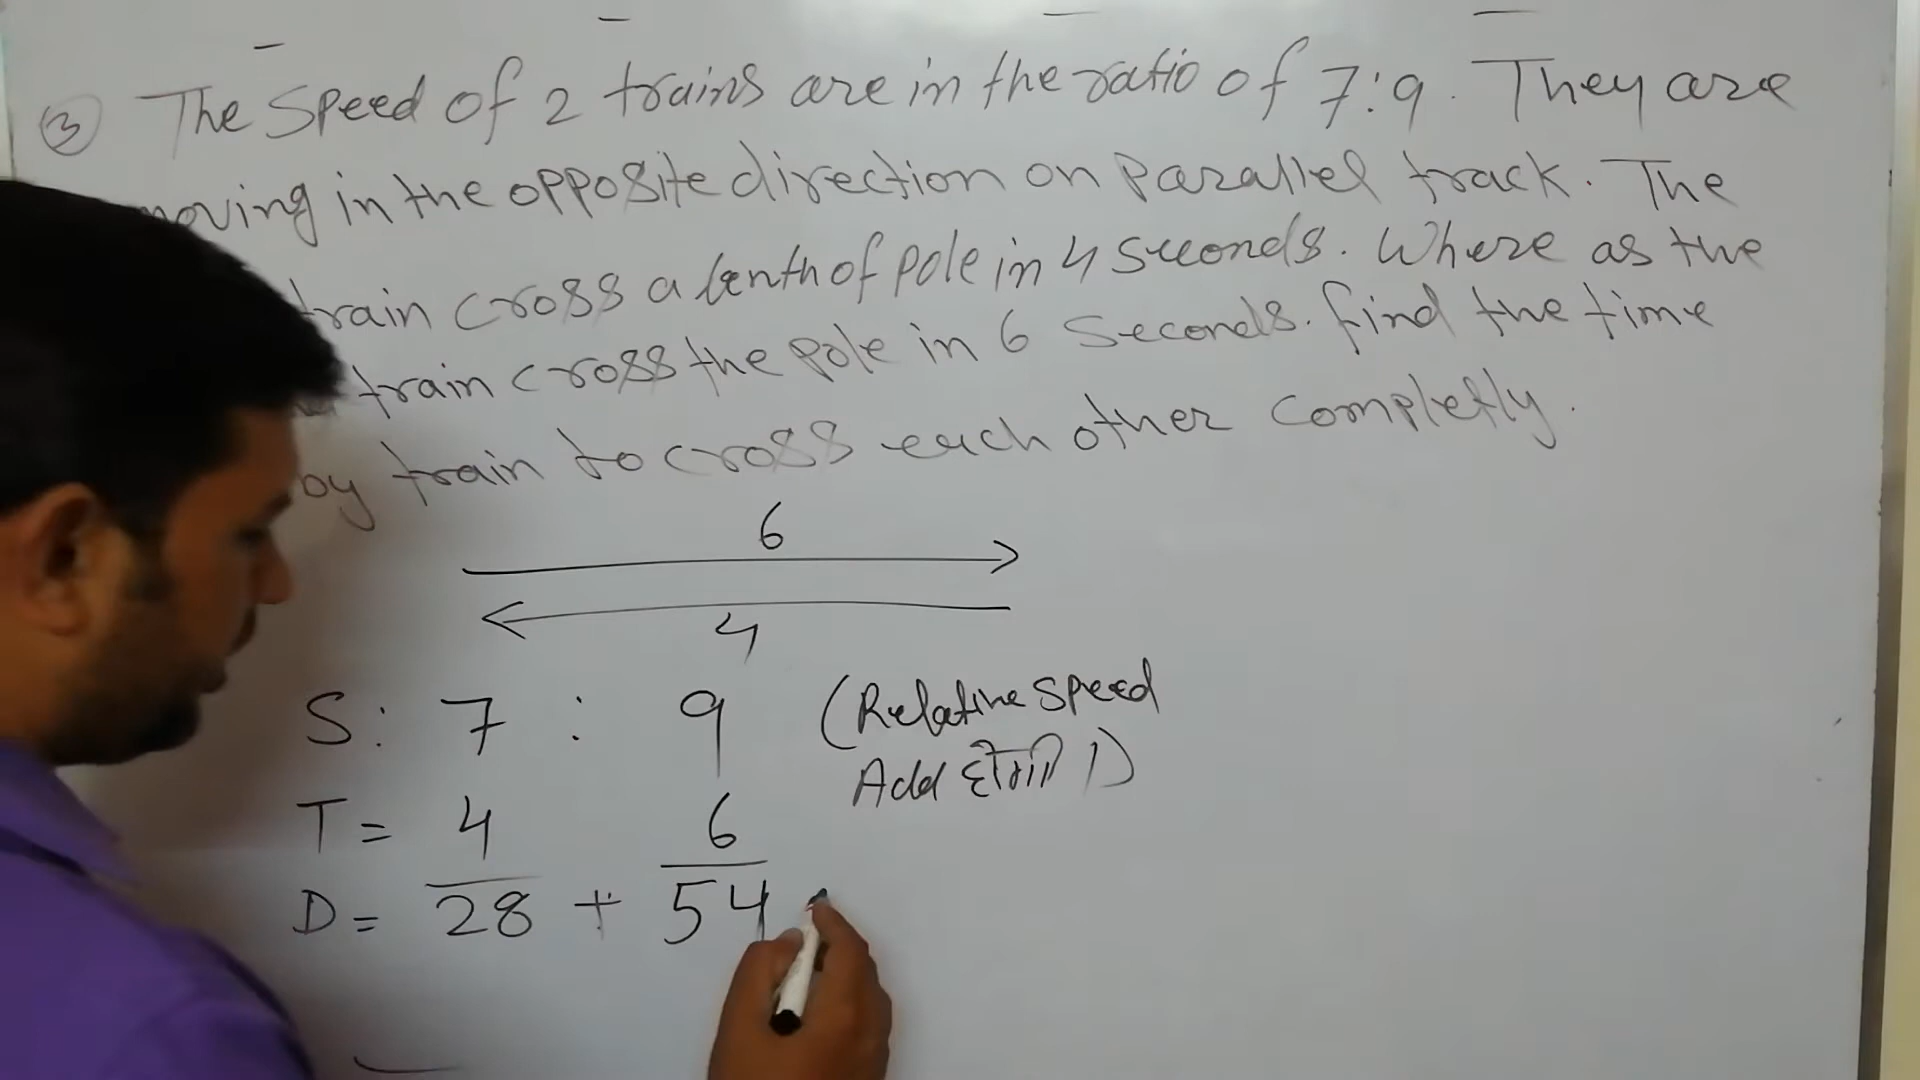 ③ The Speed of 2 trains are in the ratio of 7:9. They are
moving in the opposite direction on Parallel track. The
train cross a lenth of pole in 4 seconds. Where as the
train cross the pole in 6 Seconds. find the time
by train to cross each other completly.
6
4
S: 7 : 9 (Relative Speed
Add होगी।)
T = 4 6
D = 28 + 54